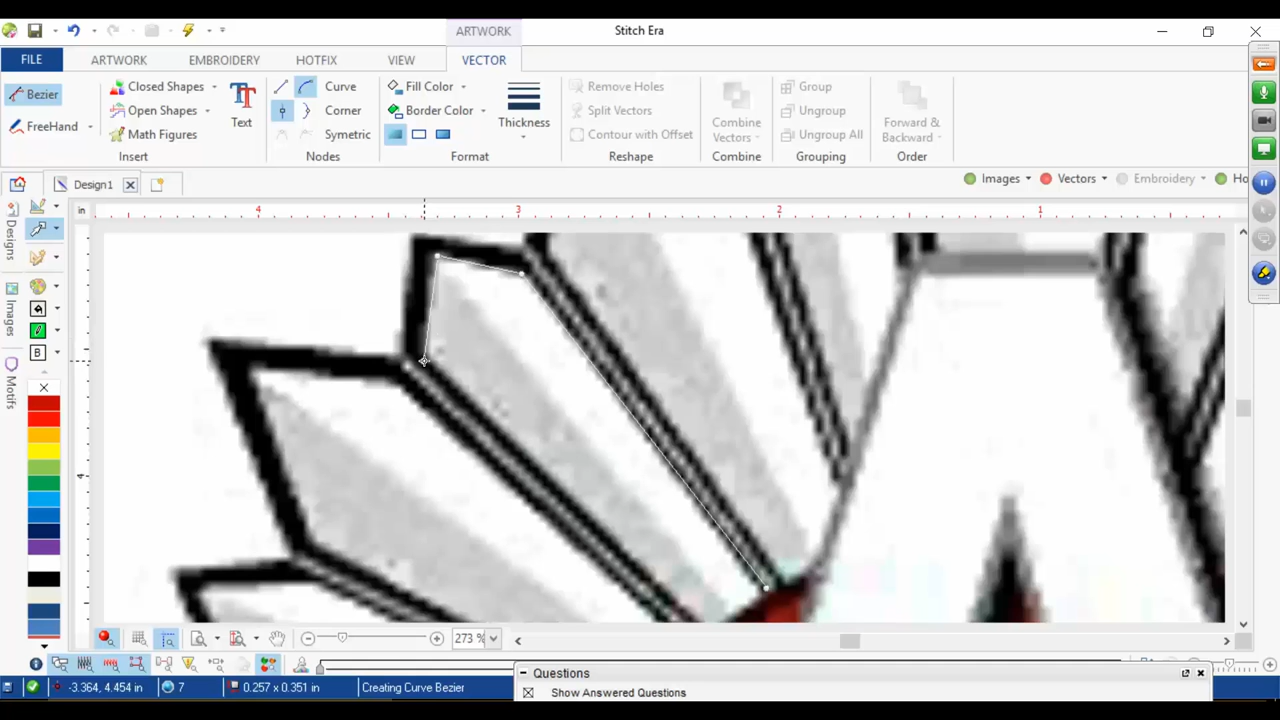 ARTWORK
Stitch Era
FILE
ARTWORK
EMBROIDERY
HOTFIX
VIEW
VECTOR
Bezier
FreeHand
Closed Shapes
Open Shapes
Math Figures
Text
Insert
Curve
Corner
Symetric
Nodes
Fill Color
Border Color
Thickness
Format
Remove Holes
Split Vectors
Contour with Offset
Reshape
Combine
Vectors
Combine
Group
Ungroup
Ungroup All
Grouping
Forward &
Backward
Order
Design1
Images
Vectors
Embroidery
Ho
in
4
3
2
1
Designs
Images
Motifs
B
4
273 %
Questions
Show Answered Questions
-3.364, 4.454 in
7
0.257 x 0.351 in
Creating Curve Bezier